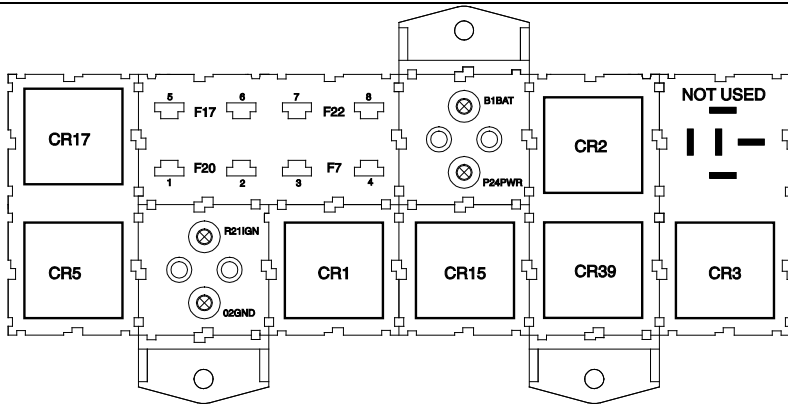 NOT USED
CR17
5 6 7 8
F17 F22
B1BAT
CR2
F20 F7
1 2 3 4
P24PWR
CR5
R21IGN
02GND
CR1
CR15
CR39
CR3